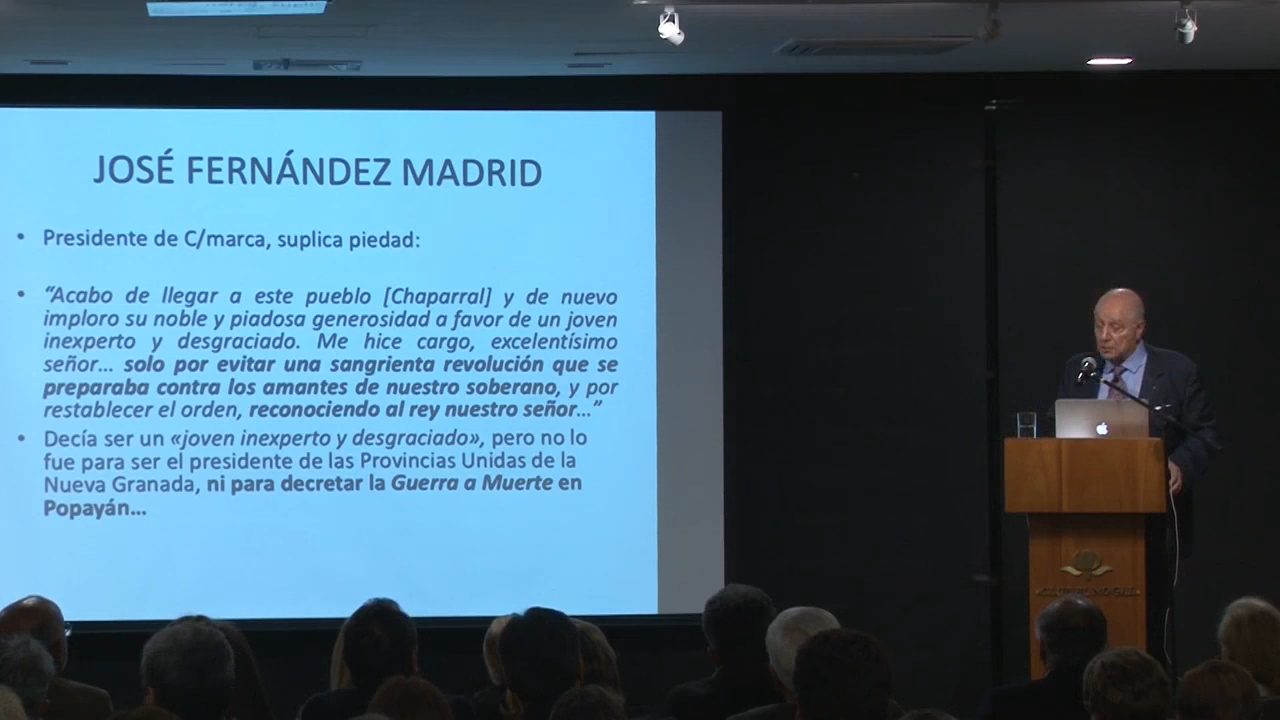 JOSÉ FERNÁNDEZ MADRID
• Presidente de C/marca, suplica piedad:
• “Acabo de llegar a este pueblo [Chaparral] y de nuevo
imploro su noble y piadosa generosidad a favor de un joven
inexperto y desgraciado. Me hice cargo, excelentísimo
señor... solo por evitar una sangrienta revolución que se
preparaba contra los amantes de nuestro soberano, y por
restablecer el orden, reconociendo al rey nuestro señor...”
• Decía ser un «joven inexperto y desgraciado», pero no lo
fue para ser el presidente de las Provincias Unidas de la
Nueva Granada, ni para decretar la Guerra a Muerte en
Popayán...
CLUB EL NOGAL